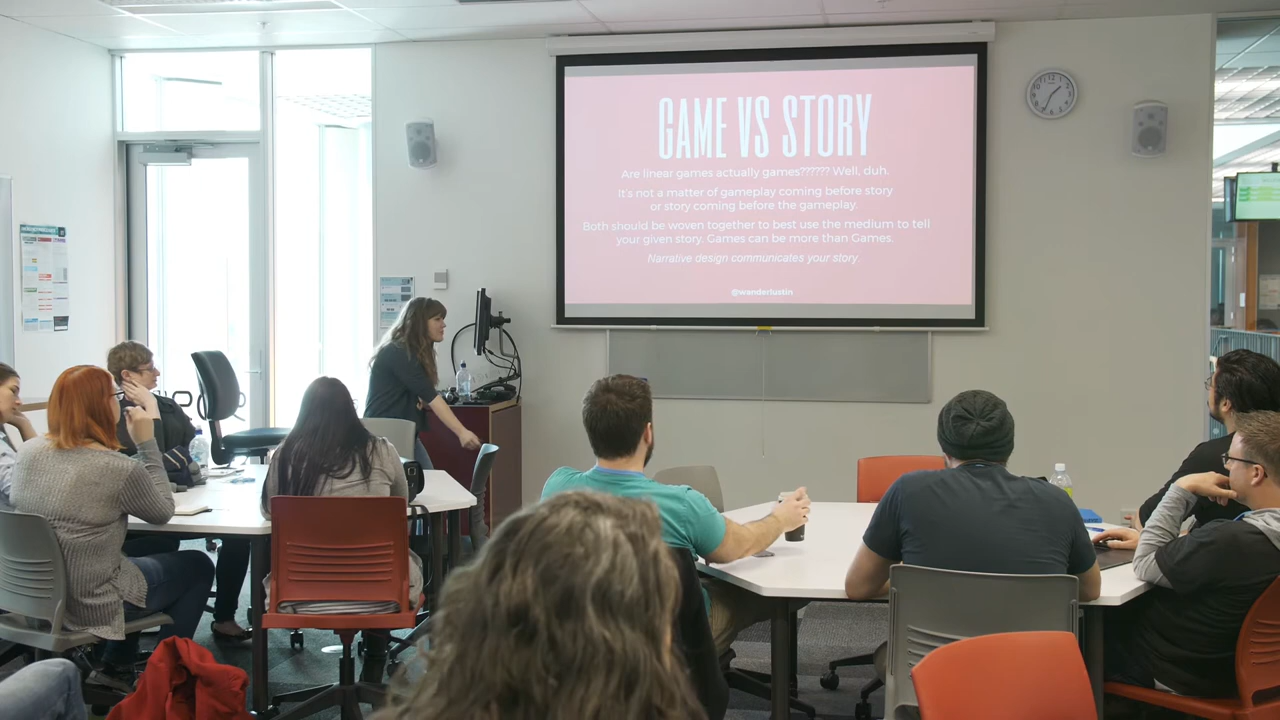 GAME VS STORY
Are linear games actually games?????? Well, duh.
It's not a matter of gameplay coming before story
or story coming before the gameplay.
Both should be woven together to best use the medium to tell
your given story. Games can be more than Games.
Narrative design communicates your story.
@wanderlustin